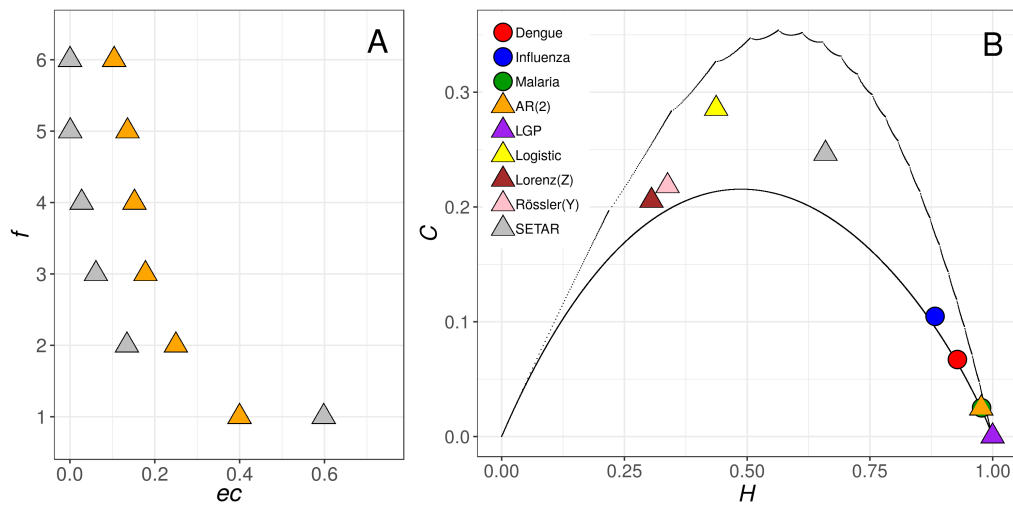 A
6
5
4
3
2
1
f
0.0 0.2 0.4 0.6
ec
B
Dengue
Influenza
Malaria
AR(2)
LGP
Logistic
Lorenz(Z)
Rössler(Y)
SETAR
0.3
0.2
0.1
0.0
C
0.00 0.25 0.50 0.75 1.00
H